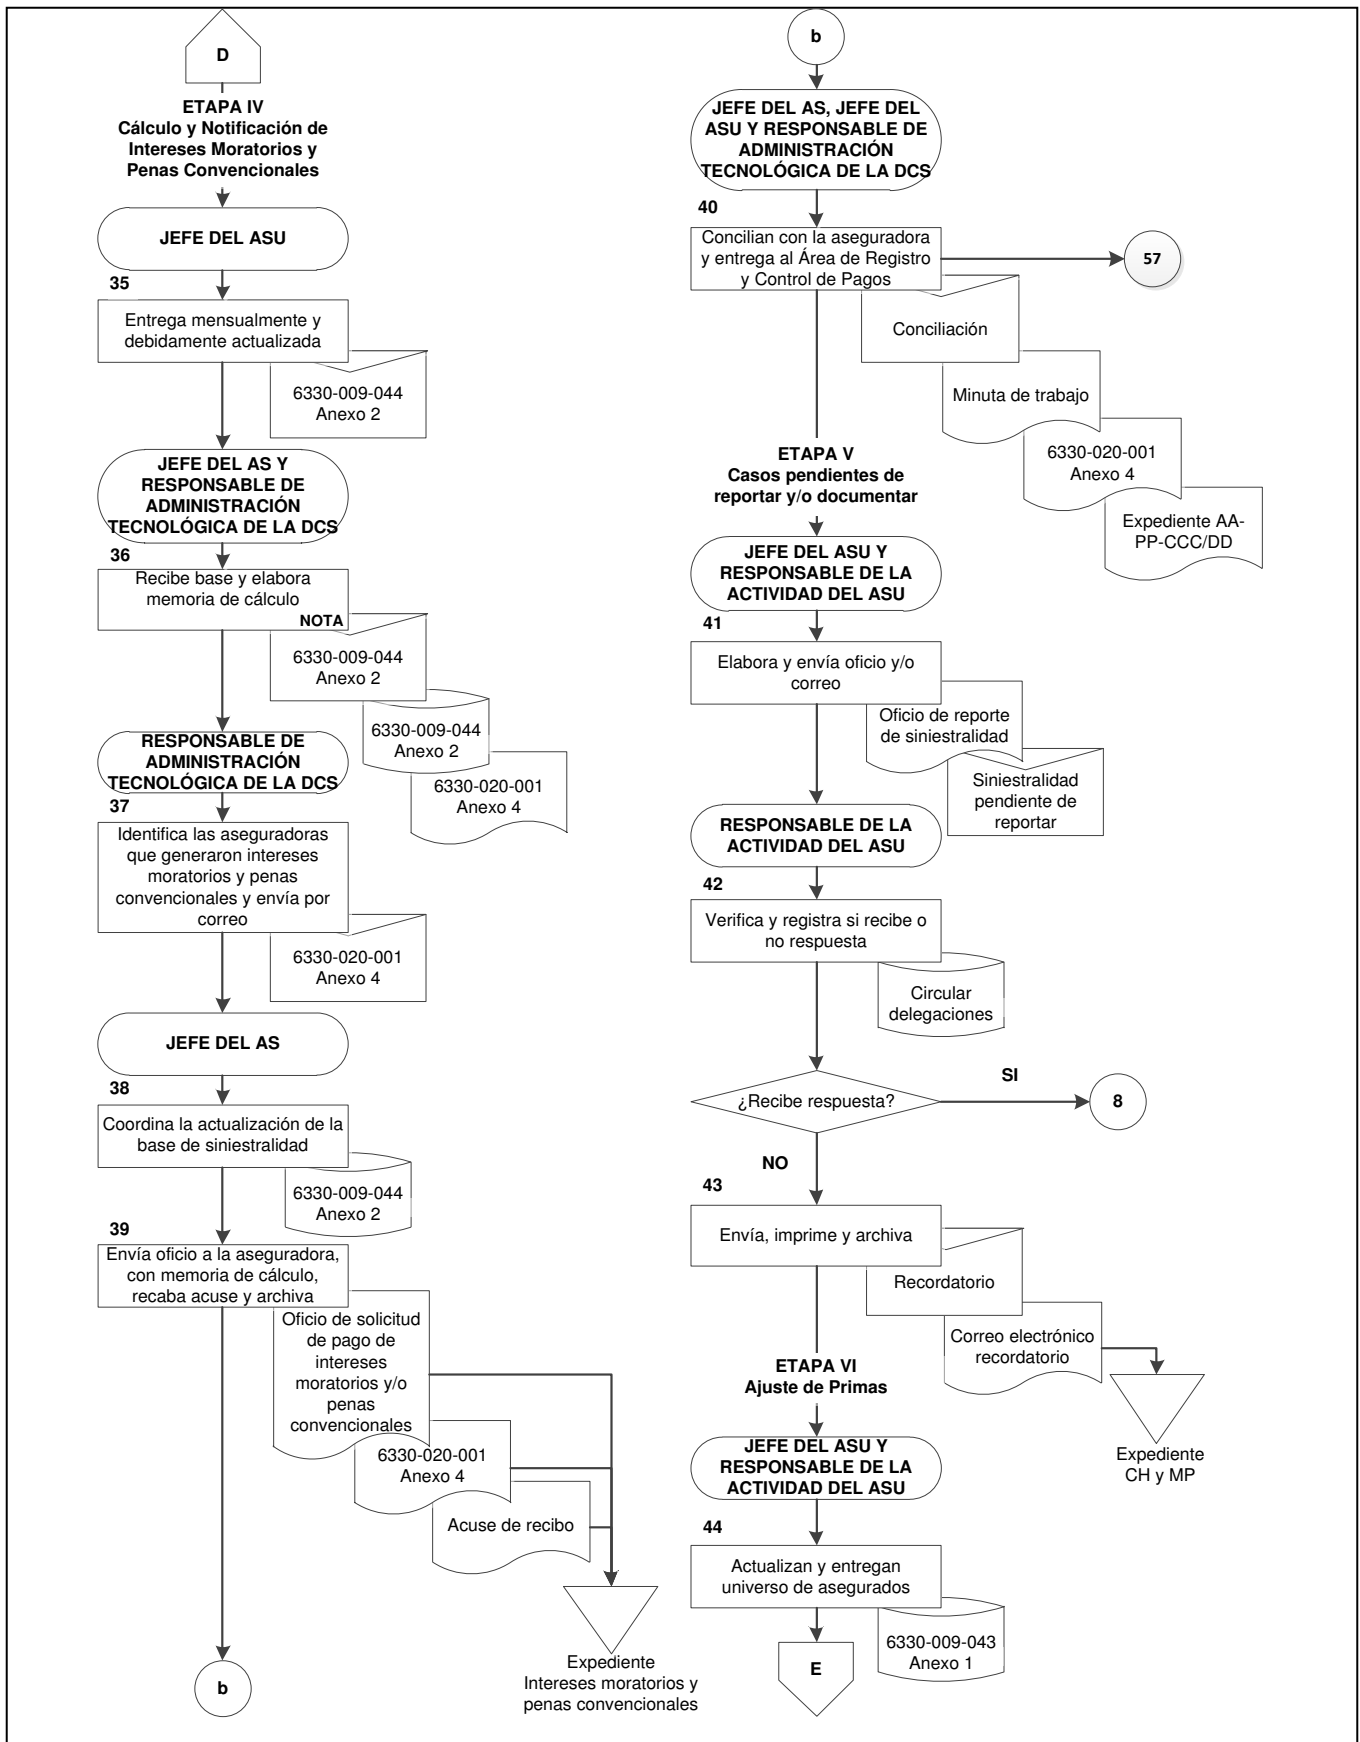 D
ETAPA IV
Cálculo y Notificación de
Intereses Moratorios y
Penas Convencionales
JEFE DEL ASU
35
Entrega mensualmente y
debidamente actualizada
6330-009-044
Anexo 2
JEFE DEL AS Y
RESPONSABLE DE
ADMINISTRACIÓN
TECNOLÓGICA DE LA DCS
36
Recibe base y elabora
memoria de cálculo
NOTA
6330-009-044
Anexo 2
6330-009-044
Anexo 2
6330-020-001
Anexo 4
RESPONSABLE DE
ADMINISTRACIÓN
TECNOLÓGICA DE LA DCS
37
Identifica las aseguradoras
que generaron intereses
moratorios y penas
convencionales y envía por
correo
6330-020-001
Anexo 4
JEFE DEL AS
38
Coordina la actualización de la
base de siniestralidad
6330-009-044
Anexo 2
39
Envía oficio a la aseguradora,
con memoria de cálculo,
recaba acuse y archiva
Oficio de solicitud
de pago de
intereses
moratorios y/o
penas
convencionales
6330-020-001
Anexo 4
Acuse de recibo
Expediente
Intereses moratorios y
penas convencionales
b
b
JEFE DEL AS, JEFE DEL
ASU Y RESPONSABLE DE
ADMINISTRACIÓN
TECNOLÓGICA DE LA DCS
40
Concilian con la aseguradora
y entrega al Área de Registro
y Control de Pagos
57
Conciliación
Minuta de trabajo
6330-020-001
Anexo 4
Expediente AA-
PP-CCC/DD
ETAPA V
Casos pendientes de
reportar y/o documentar
JEFE DEL ASU Y
RESPONSABLE DE LA
ACTIVIDAD DEL ASU
41
Elabora y envía oficio y/o
correo
Oficio de reporte
de siniestralidad
Siniestralidad
pendiente de
reportar
RESPONSABLE DE LA
ACTIVIDAD DEL ASU
42
Verifica y registra si recibe o
no respuesta
Circular
delegaciones
¿Recibe respuesta?
SI
8
NO
43
Envía, imprime y archiva
Recordatorio
Correo electrónico
recordatorio
Expediente
CH y MP
ETAPA VI
Ajuste de Primas
JEFE DEL ASU Y
RESPONSABLE DE LA
ACTIVIDAD DEL ASU
44
Actualizan y entregan
universo de asegurados
6330-009-043
Anexo 1
E